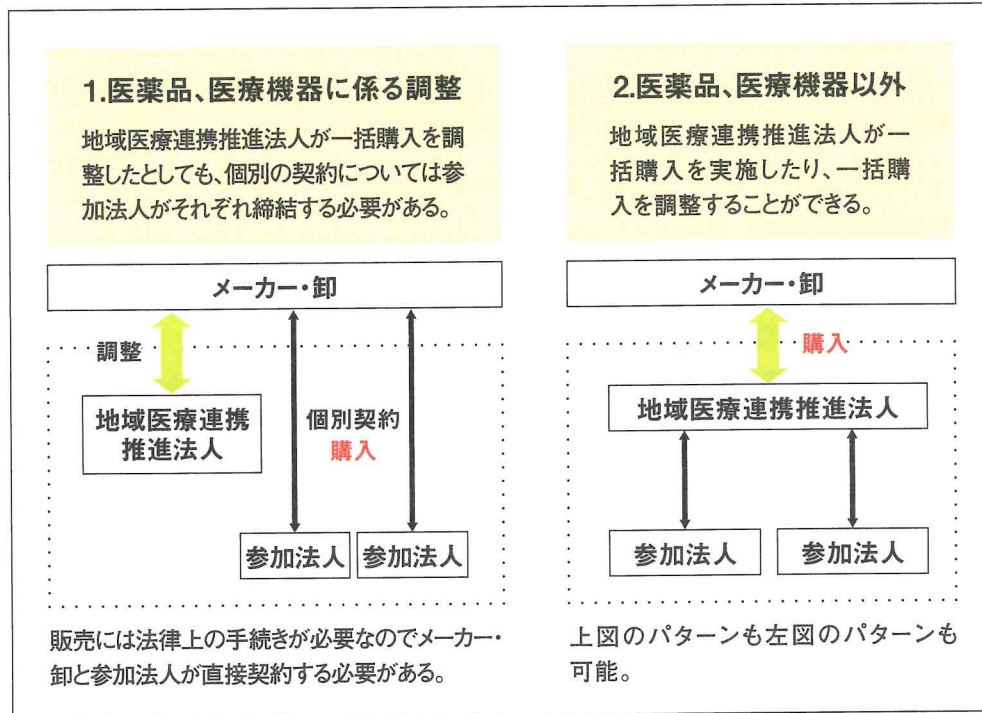 1.医薬品、医療機器に係る調整
地域医療連携推進法人が一括購入を調
整したとしても、個別の契約については参
加法人がそれぞれ締結する必要がある。
メーカー・卸
調整
地域医療連携
推進法人
個別契約
購入
参加法人
参加法人
販売には法律上の手続きが必要なのでメーカー・
卸と参加法人が直接契約する必要がある。
2.医薬品、医療機器以外
地域医療連携推進法人が一
括購入を実施したり、一括購
入を調整することができる。
メーカー・卸
購入
地域医療連携推進法人
参加法人
参加法人
上図のパターンも左図のパターンも
可能。